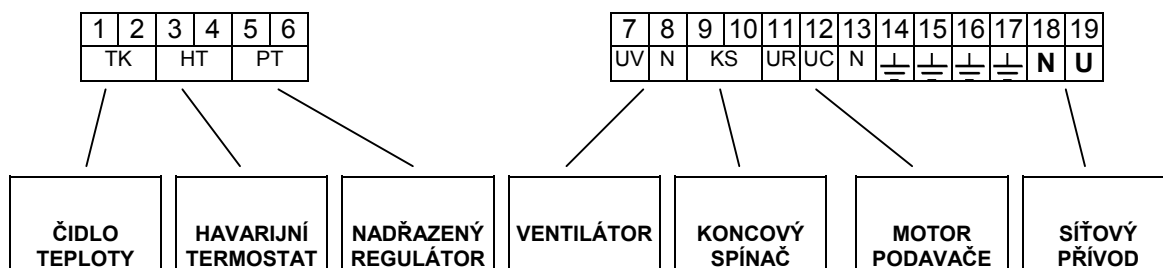 1 2 3 4 5 6 7 8 9 10 11 12 13 14 15 16 17 18 19
TK HT PT UV N KS UR UC N N U
ČIDLO TEPLOTY
HAVARIJNÍ TERMOSTAT
NADŘAZENÝ REGULÁTOR
VENTILÁTOR
KONCOVÝ SPÍNAČ
MOTOR PODAVAČE
SÍŤOVÝ PŘÍVOD